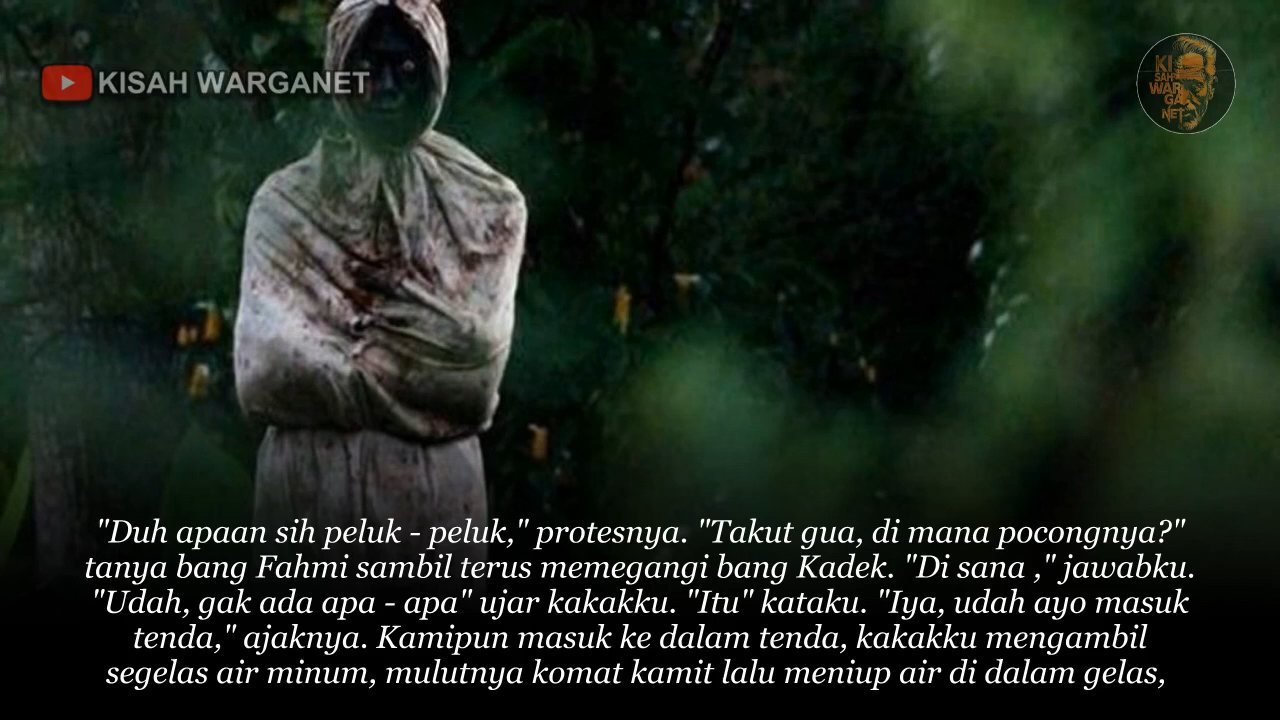 KISAH WARGANET
KI
SAH
WAR
GA
NET
"Duh apaan sih peluk - peluk," protesnya. "Takut gua, di mana pocongnya?"
tanya bang Fahmi sambil terus memegangi bang Kadek. "Di sana ," jawabku.
"Udah, gak ada apa - apa" ujar kakakku. "Itu" kataku. "Iya, udah ayo masuk
tenda," ajaknya. Kamipun masuk ke dalam tenda, kakakku mengambil
segelas air minum, mulutnya komat kamit lalu meniup air di dalam gelas,